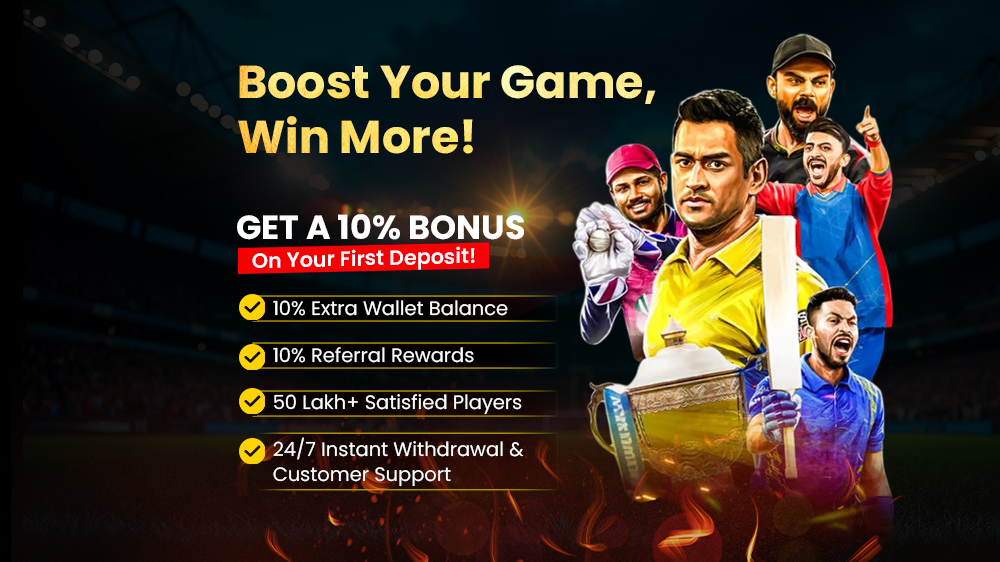 Boost Your Game,
Win More!
GET A 10% BONUS
On Your First Deposit!
10% Extra Wallet Balance
10% Referral Rewards
50 Lakh+ Satisfied Players
24/7 Instant Withdrawal &
Customer Support